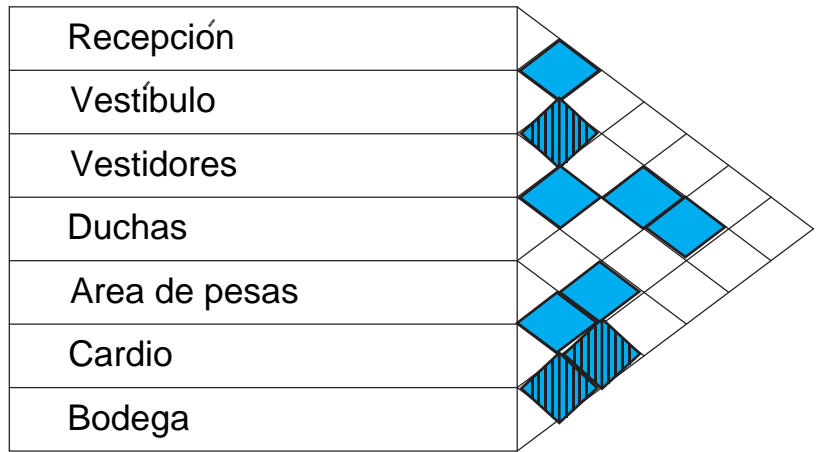 Recepción
Vestíbulo
Vestidores
Duchas
Area de pesas
Cardio
Bodega